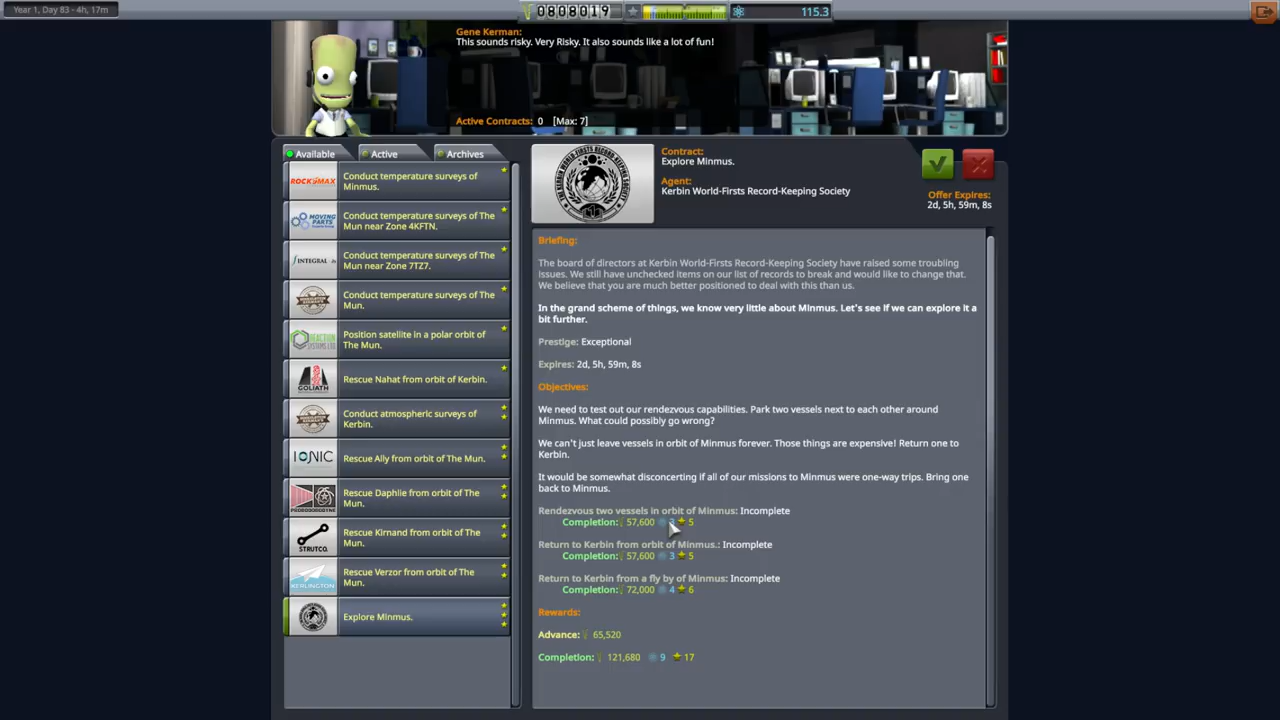 Year 1, Day 83 - 4h, 17m
0808019
115.3
Gene Kerman:
This sounds risky. Very Risky. It also sounds like a lot of fun!
Active Contracts: 0 [Max: 7]
Available
Active
Archives
ROCKOMAX
Conduct temperature surveys of
Minmus.
MOVING
PARTS
Conduct temperature surveys of The
Mun near Zone 4KFTN.
INTEGRAL
Conduct temperature surveys of The
Mun near Zone 7TZ7.
Conduct temperature surveys of The
Mun.
REACTION
SYSTEMS LTD
Position satellite in a polar orbit of
The Mun.
GOLIATH
Rescue Nahat from orbit of Kerbin.
Conduct atmospheric surveys of
Kerbin.
IONIC
Rescue Ally from orbit of The Mun.
Rescue Daphlie from orbit of The
Mun.
STRUTCO
Rescue Kirnand from orbit of The
Mun.
KERLINGTON
Rescue Verzor from orbit of The
Mun.
Explore Minmus.
Contract:
Explore Minmus.
Agent:
Kerbin World-Firsts Record-Keeping Society
Offer Expires:
2d, 5h, 59m, 8s
Briefing:
The board of directors at Kerbin World-Firsts Record-Keeping Society have raised some troubling
issues. We still have unchecked items on our list of records to break and would like to change that.
We believe that you are much better positioned to deal with this than us.
In the grand scheme of things, we know very little about Minmus. Let's see if we can explore it a
bit further.
Prestige: Exceptional
Expires: 2d, 5h, 59m, 8s
Objectives:
We need to test out our rendezvous capabilities. Park two vessels next to each other around
Minmus. What could possibly go wrong?
We can't just leave vessels in orbit of Minmus forever. Those things are expensive! Return one to
Kerbin.
It would be somewhat disconcerting if all of our missions to Minmus were one-way trips. Bring one
back to Minmus.
Rendezvous two vessels in orbit of Minmus: Incomplete
Completion: 57,600 5
Return to Kerbin from orbit of Minmus.: Incomplete
Completion: 57,600 3 5
Return to Kerbin from a fly by of Minmus: Incomplete
Completion: 72,000 4 6
Rewards:
Advance: 65,520
Completion: 121,680 9 17